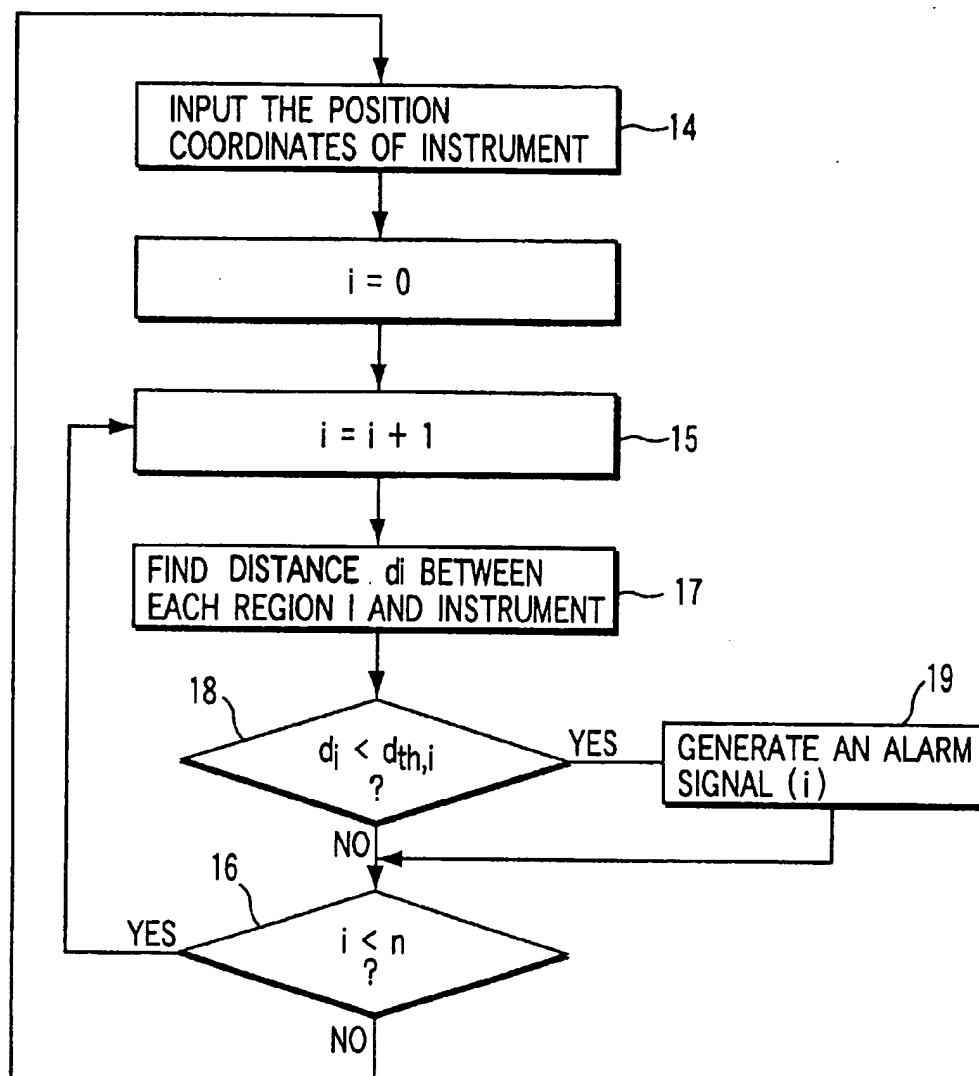 INPUT THE POSITION
COORDINATES OF INSTRUMENT
14
i = 0
i = i + 1
15
FIND DISTANCE di BETWEEN
EACH REGION I AND INSTRUMENT
17
18
di < dth,i
?
YES
19
GENERATE AN ALARM
SIGNAL (i)
NO
16
YES
i < n
?
NO